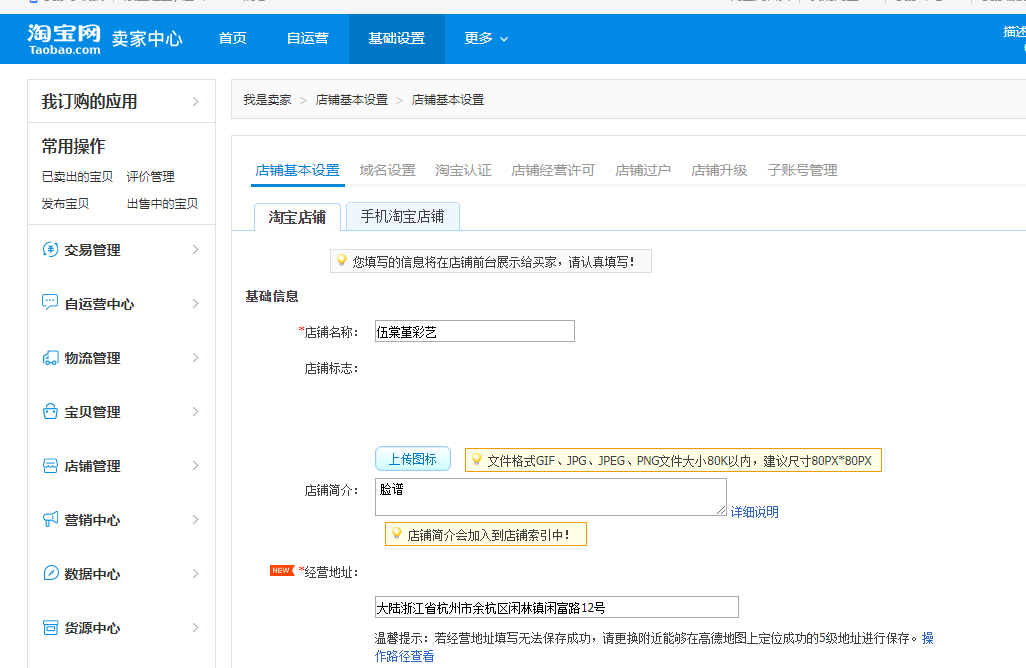 淘宝网
Taobao.com
卖家中心 首页 自运营 基础设置 更多
描述
我订购的应用
常用操作
已卖出的宝贝 评价管理
发布宝贝 出售中的宝贝
交易管理
自运营中心
物流管理
宝贝管理
店铺管理
营销中心
数据中心
货源中心
我是卖家 > 店铺基本设置 > 店铺基本设置
店铺基本设置 域名设置 淘宝认证 店铺经营许可 店铺过户 店铺升级 子账号管理
淘宝店铺 手机淘宝店铺
您填写的信息将在店铺前台展示给买家，请认真填写！
基础信息
*店铺名称： 伍棠堇彩艺
店铺标志：
上传图标 文件格式GIF、JPG、JPEG、PNG文件大小80K以内，建议尺寸80PX*80PX
店铺简介： 脸谱
详细说明
店铺简介会加入到店铺索引中！
NEW *经营地址：
大陆浙江省杭州市余杭区闲林镇闲富路12号
温馨提示：若经营地址填写无法保存成功，请更换附近能够在高德地图上定位成功的5级地址进行保存。操
作路径查看